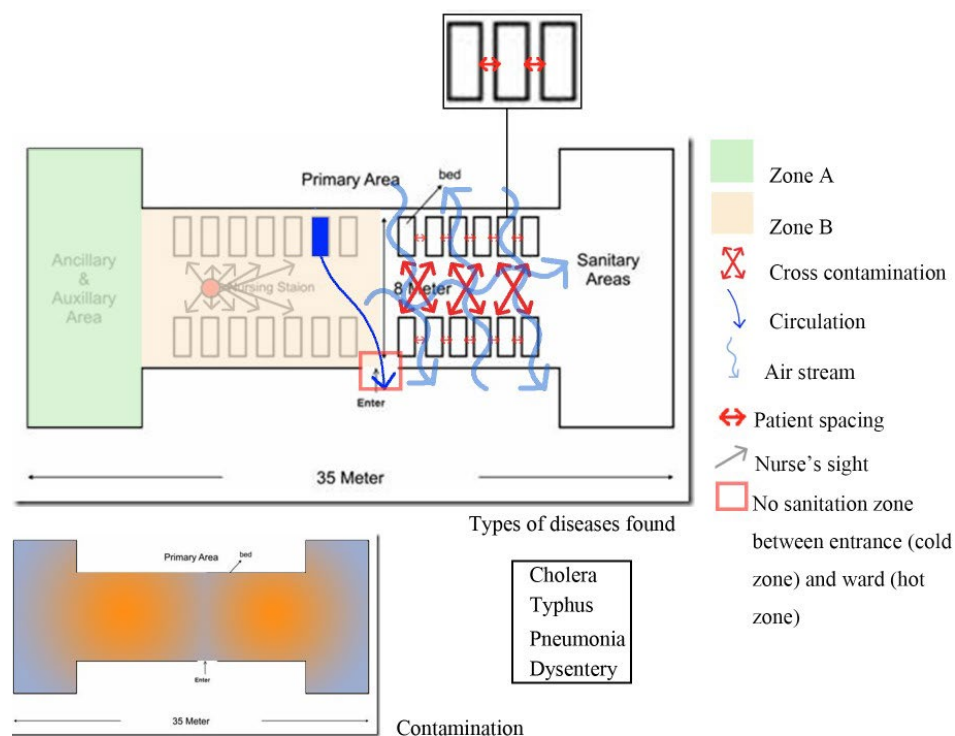 Primary Area
bed
Ancillary
&
Auxillary
Area
Nursing Staion
8 Meter
Sanitary
Areas
Enter
35 Meter
Zone A
Zone B
Cross contamination
Circulation
Air stream
Patient spacing
Nurse's sight
No sanitation zone
between entrance (cold
zone) and ward (hot
zone)
Types of diseases found
Cholera
Typhus
Pneumonia
Dysentery
Primary Area
bed
Enter
35 Meter
Contamination